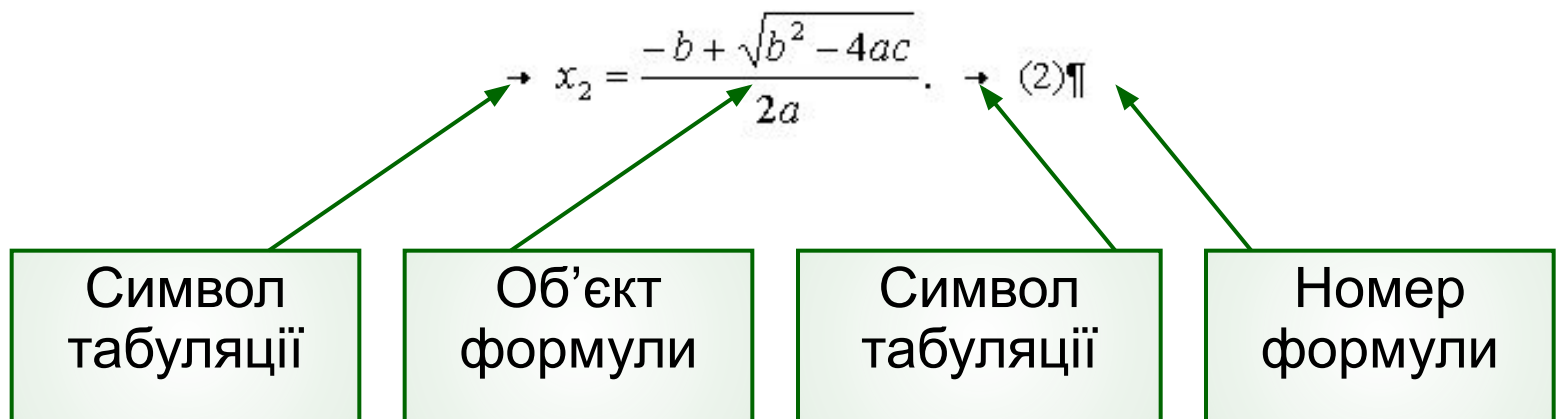 → x₂ = (-b + √(b² - 4ac)) / 2a . → (2)¶
Символ
табуляції
Об’єкт
формули
Символ
табуляції
Номер
формули